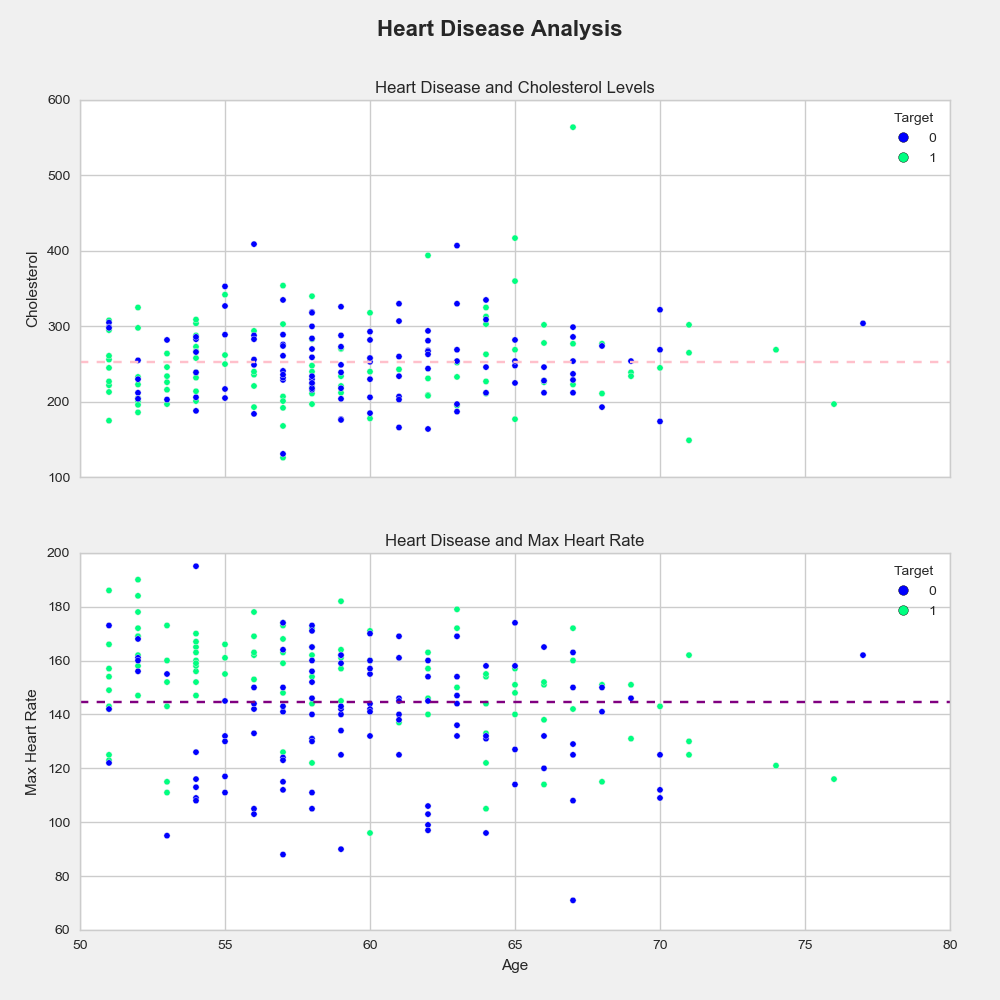 Heart Disease Analysis
Heart Disease and Cholesterol Levels
600
500
400
300
200
100
Cholesterol
Target
0
1
Heart Disease and Max Heart Rate
200
180
160
140
120
100
80
60
Max Heart Rate
Target
0
1
50 55 60 65 70 75 80
Age